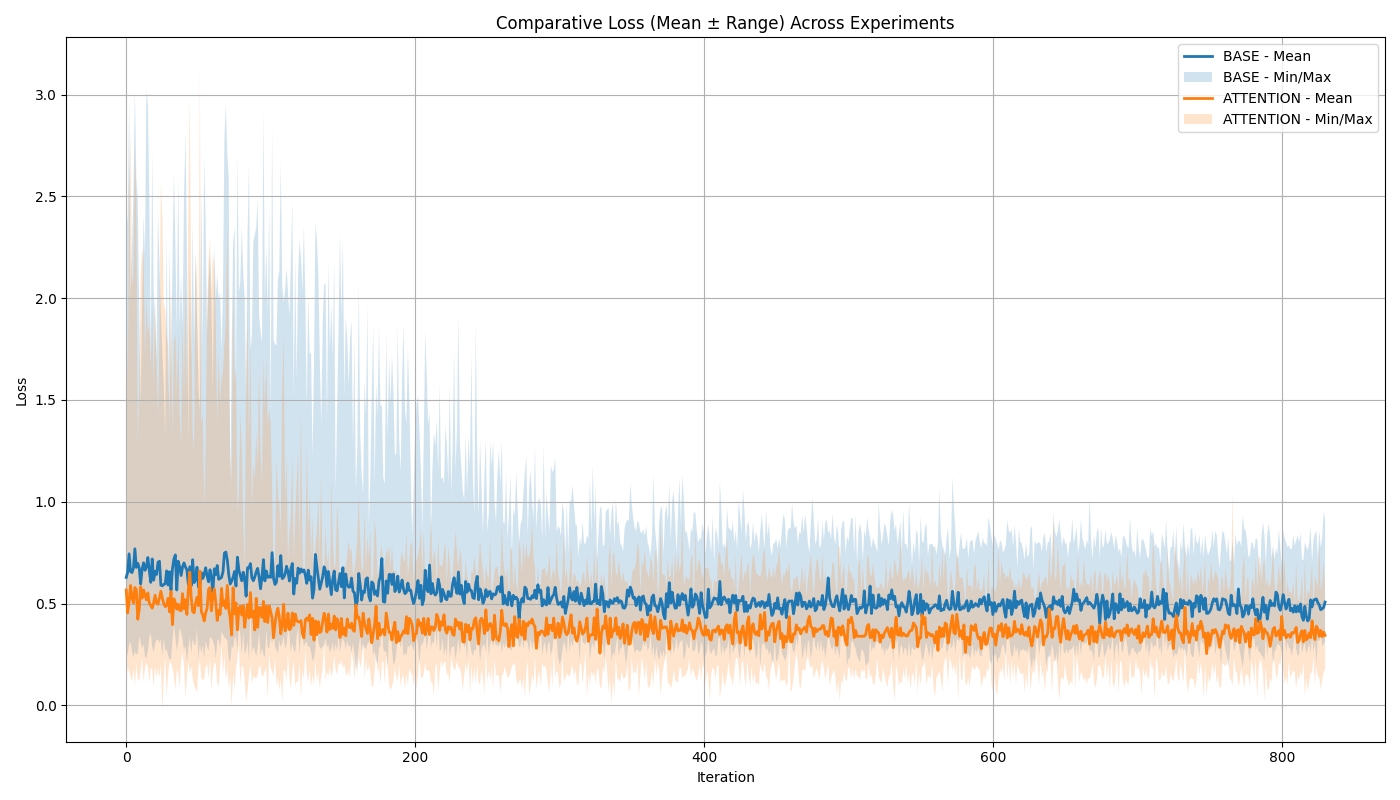 Comparative Loss (Mean ± Range) Across Experiments
BASE - Mean
BASE - Min/Max
ATTENTION - Mean
ATTENTION - Min/Max
Loss
3.0
2.5
2.0
1.5
1.0
0.5
0.0
0 200 400 600 800
Iteration